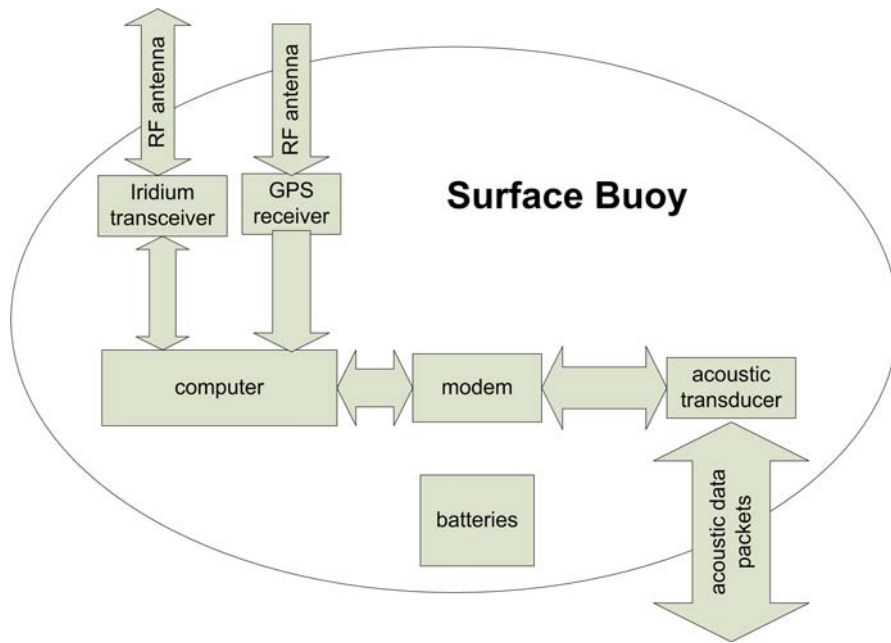 RF antenna
RF antenna
Iridium
transceiver
GPS
receiver
Surface Buoy
computer
modem
acoustic
transducer
batteries
acoustic data
packets